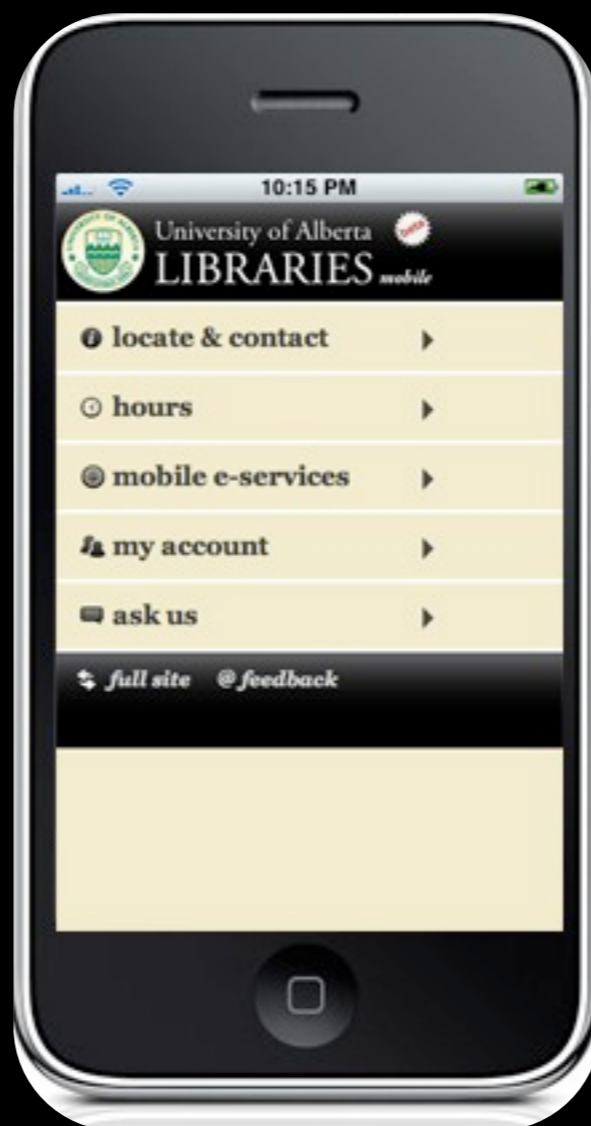 10:15 PM
University of Alberta
beta
LIBRARIES mobile
locate & contact
hours
mobile e-services
my account
ask us
full site @ feedback